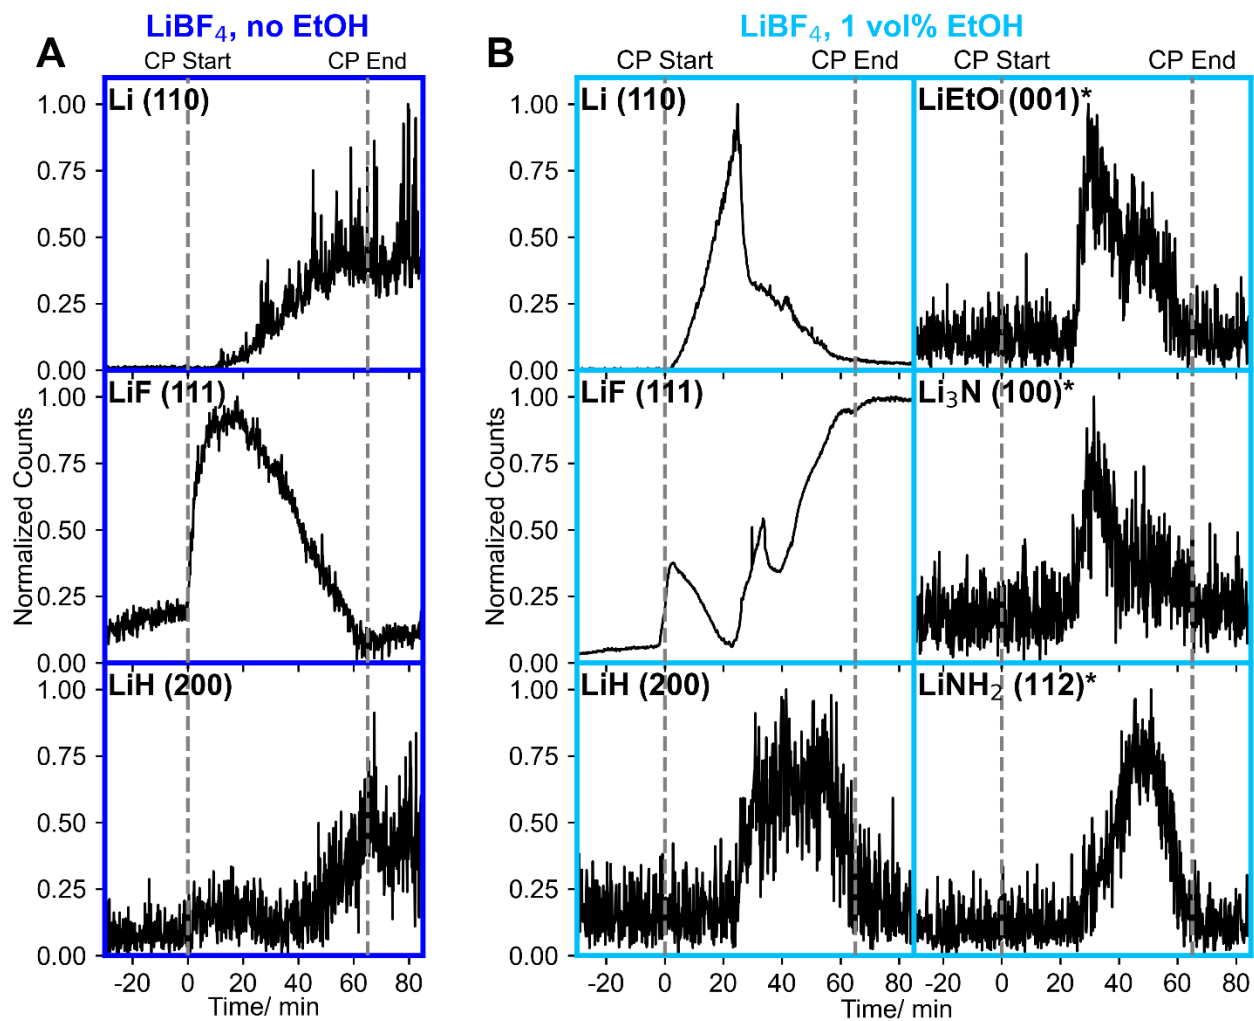 LiBF₄, no EtOH
LiBF₄, 1 vol% EtOH
A
CP Start
CP End
B
CP Start
CP End
CP Start
CP End
Li (110)
1.00
0.75
0.50
0.25
0.00
LiF (111)
1.00
0.75
0.50
0.25
0.00
LiH (200)
1.00
0.75
0.50
0.25
0.00
Normalized Counts
-20
0
20
40
60
80
Time/ min
Li (110)
1.00
0.75
0.50
0.25
0.00
LiF (111)
1.00
0.75
0.50
0.25
0.00
LiH (200)
1.00
0.75
0.50
0.25
0.00
Normalized Counts
-20
0
20
40
60
80
LiEtO (001)*
Li₃N (100)*
LiNH₂ (112)*
-20
0
20
40
60
80
Time/ min